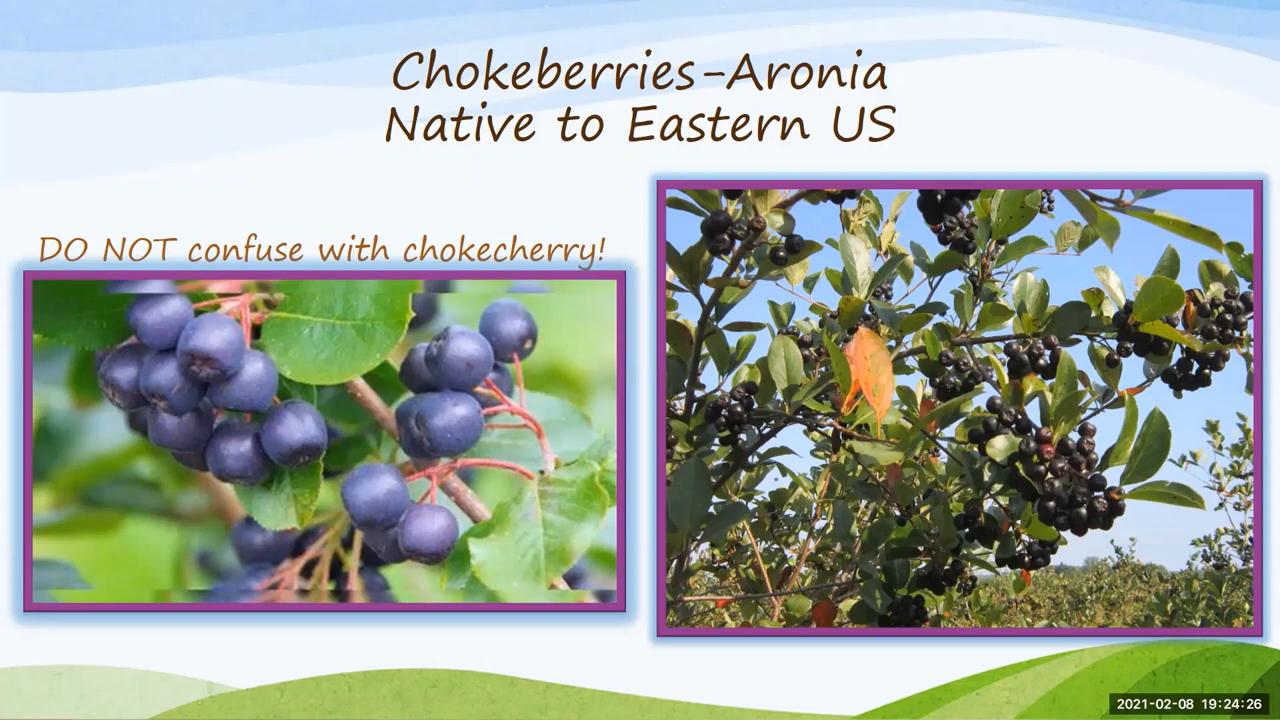 Chokeberries-Aronia
Native to Eastern US
DO NOT confuse with chokecherry!
2021-02-08 19:24:26